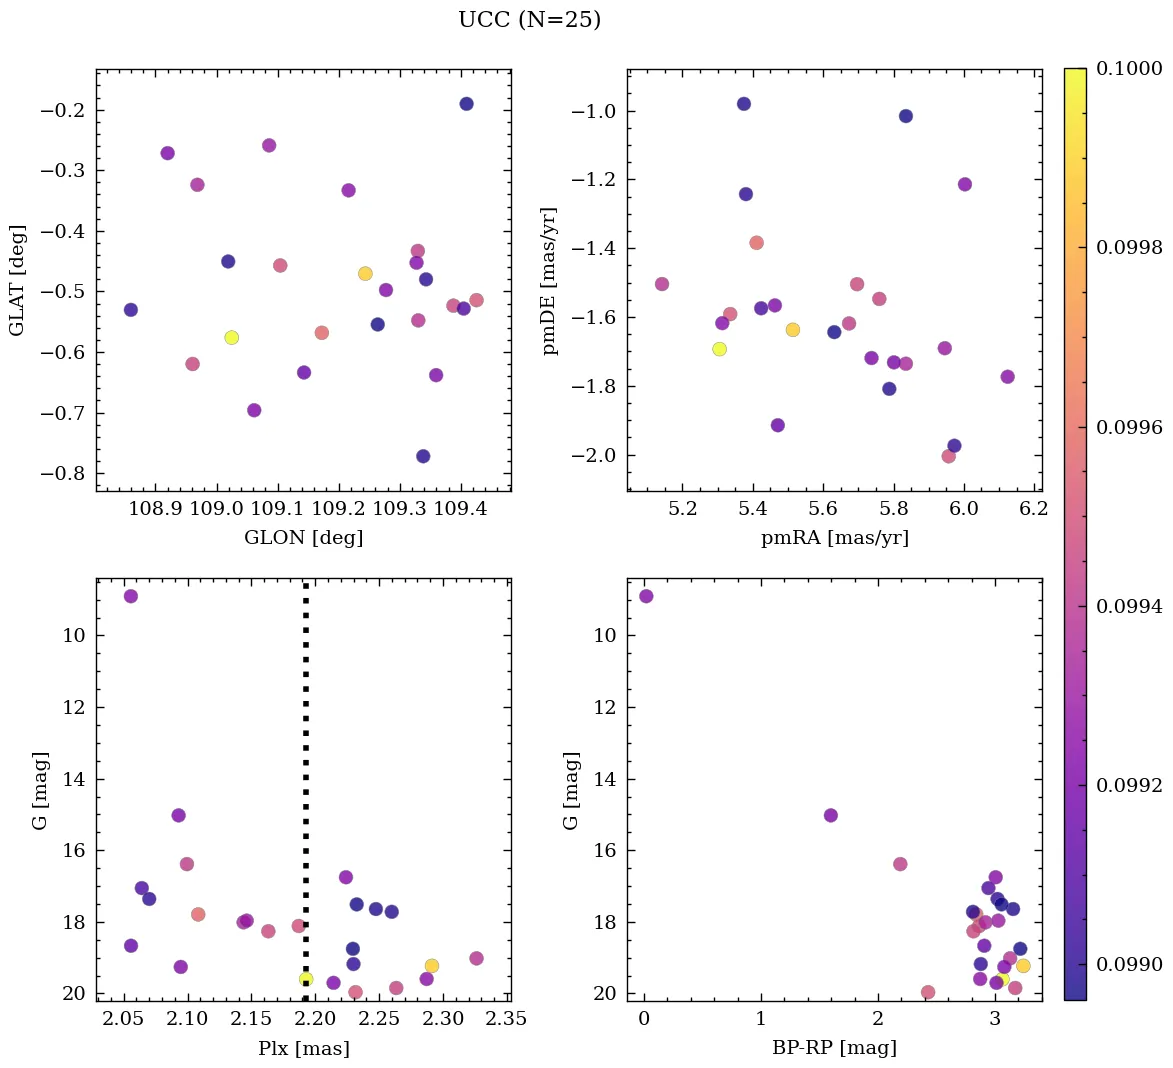 UCC (N=25)
−0.2
−0.3
−0.4
−0.5
−0.6
−0.7
−0.8
GLAT [deg]
108.9 109.0 109.1 109.2 109.3 109.4
GLON [deg]
−1.0
−1.2
−1.4
−1.6
−1.8
−2.0
pmDE [mas/yr]
5.2 5.4 5.6 5.8 6.0 6.2
pmRA [mas/yr]
10
12
14
16
18
20
G [mag]
2.05 2.10 2.15 2.20 2.25 2.30 2.35
Plx [mas]
10
12
14
16
18
20
G [mag]
0 1 2 3
BP-RP [mag]
0.1000
0.0998
0.0996
0.0994
0.0992
0.0990